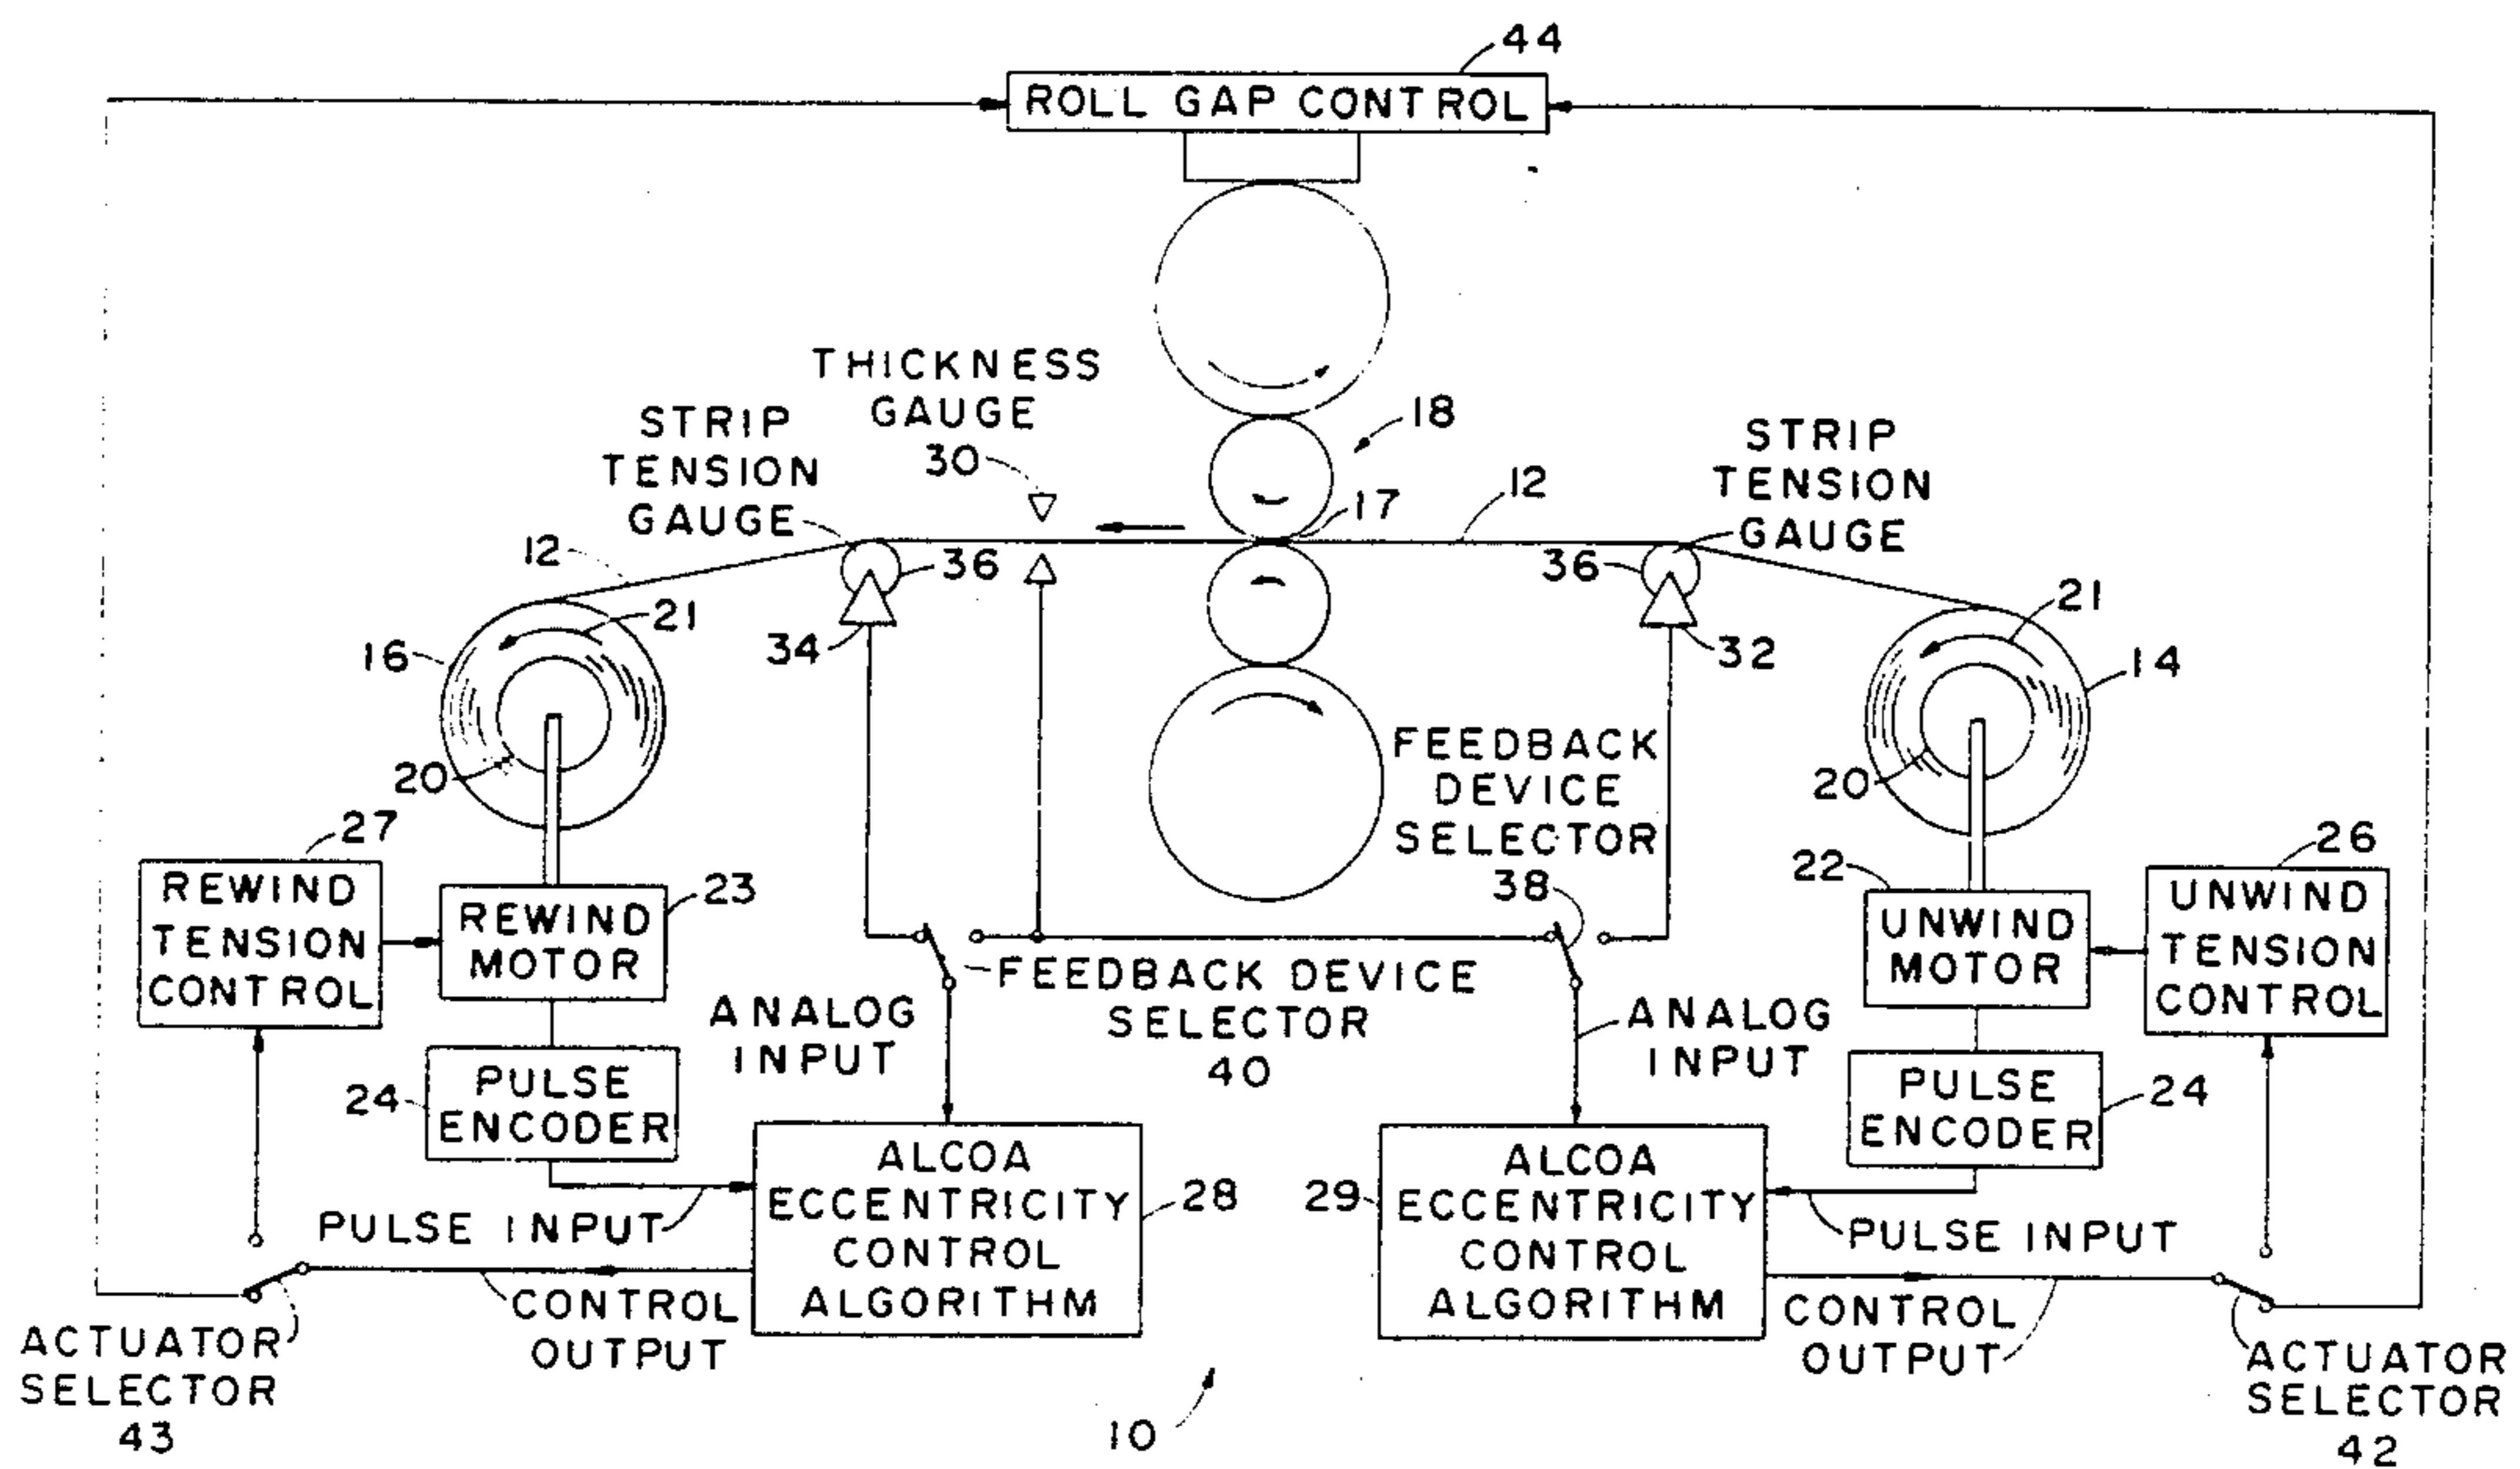 44
ROLL GAP CONTROL
THICKNESS
GAUGE
30
18
STRIP
TENSION
GAUGE
STRIP
TENSION
GAUGE
12
17
12
36
36
21
21
34
32
16
14
20
20
FEEDBACK
DEVICE
SELECTOR
38
27
REWIND
TENSION
CONTROL
23
REWIND
MOTOR
22
UNWIND
MOTOR
26
UNWIND
TENSION
CONTROL
FEEDBACK DEVICE
SELECTOR
40
ANALOG
INPUT
ANALOG
INPUT
24
PULSE
ENCODER
PULSE
ENCODER
24
ALCOA
ECCENTRICITY
CONTROL
ALGORITHM
28
29
ALCOA
ECCENTRICITY
CONTROL
ALGORITHM
PULSE INPUT
PULSE INPUT
CONTROL
OUTPUT
CONTROL
OUTPUT
ACTUATOR
SELECTOR
43
10
ACTUATOR
SELECTOR
42